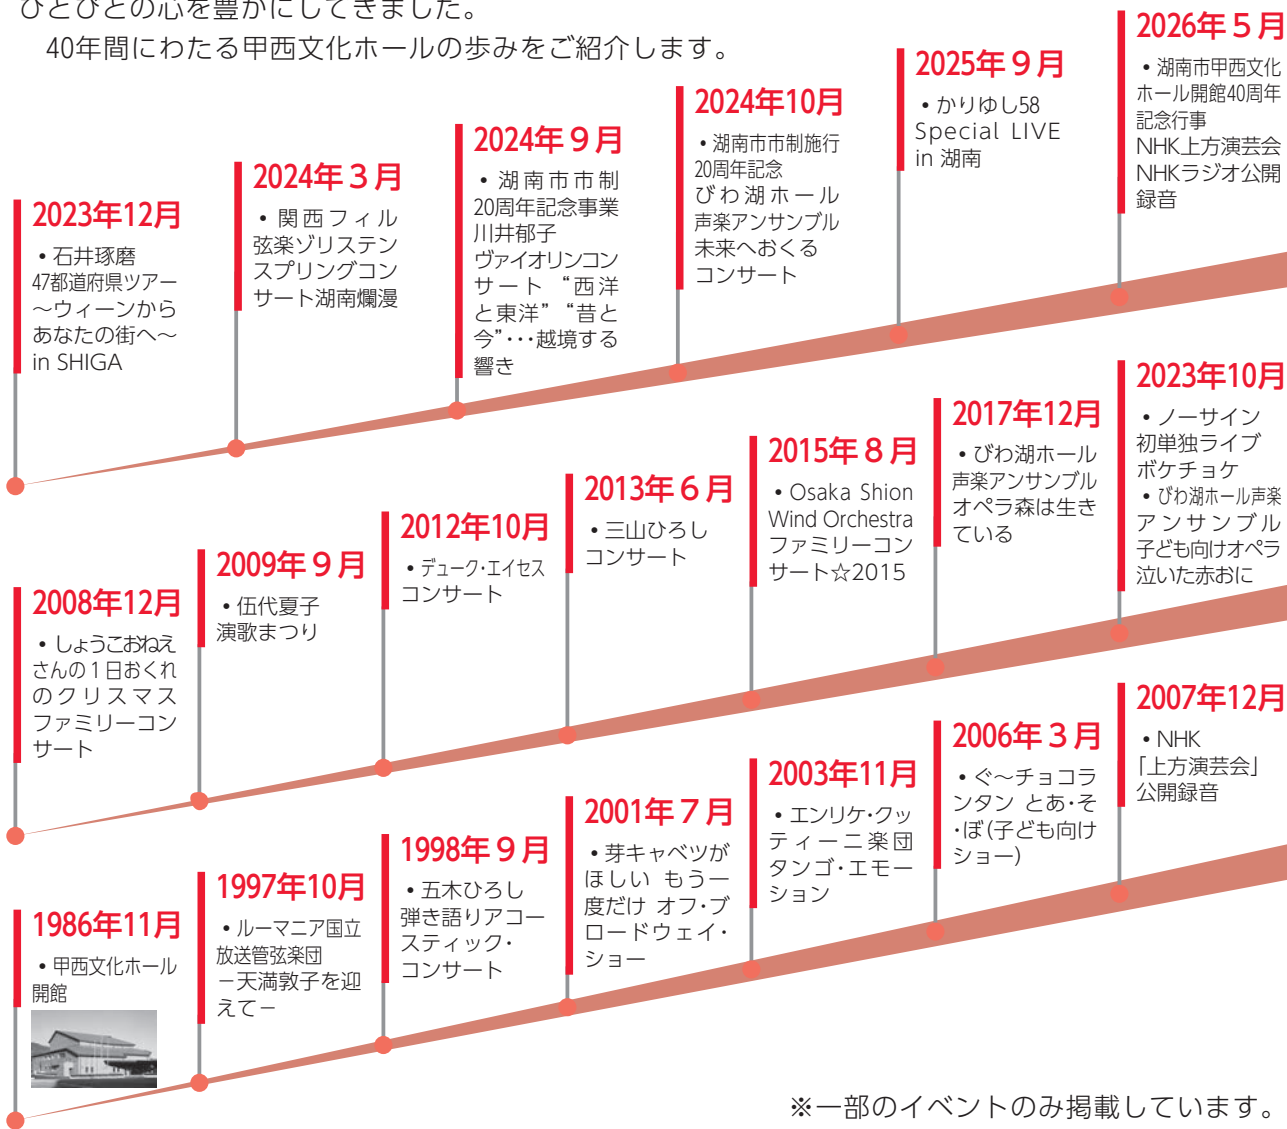 ひとびとの心を豊かにしてきました。
40年間にわたる甲西文化ホールの歩みをご紹介します。
2023年12月
・石井琢磨
47都道府県ツアー
～ウィーンから
あなたの街へ～
in SHIGA
2024年３月
・関西フィル
弦楽ゾリステン
スプリングコン
サート湖南爛漫
2024年９月
・湖南市市制
20周年記念事業
川井郁子
ヴァイオリンコン
サート “西洋
と東洋” “昔と
今”･･･越境する
響き
2024年10月
・湖南市市制施行
20周年記念
びわ湖ホール
声楽アンサンブル
未来へおくる
コンサート
2025年９月
・かりゆし58
Special LIVE
in 湖南
2026年５月
・湖南市甲西文化
ホール開館40周年
記念行事
NHK上方演芸会
NHKラジオ公開
録音
2008年12月
・しょうこおねえ
さんの１日おくれ
のクリスマス
ファミリーコン
サート
2009年９月
・伍代夏子
演歌まつり
2012年10月
・デューク･エイセス
コンサート
2013年６月
・三山ひろし
コンサート
2015年８月
・Osaka Shion
Wind Orchestra
ファミリーコン
サート☆2015
2017年12月
・びわ湖ホール
声楽アンサンブル
オペラ森は生き
ている
2023年10月
・ノーサイン
初単独ライブ
ボケチョケ
・びわ湖ホール声楽
アンサンブル
子ども向けオペラ
泣いた赤おに
1986年11月
・甲西文化ホール
開館
1997年10月
・ルーマニア国立
放送管弦楽団
－天満敦子を迎
えて－
1998年９月
・五木ひろし
弾き語りアコー
スティック･
コンサート
2001年７月
・芽キャベツが
ほしい もう一
度だけ オフ･ブ
ロードウェイ･
ショー
2003年11月
・エンリケ･クッ
ティーニ楽団
タンゴ･エモー
ション
2006年３月
・ぐ～チョコラ
ンタン とあ･そ
･ぼ(子ども向け
ショー)
2007年12月
・NHK
「上方演芸会」
公開録音
※一部のイベントのみ掲載しています。